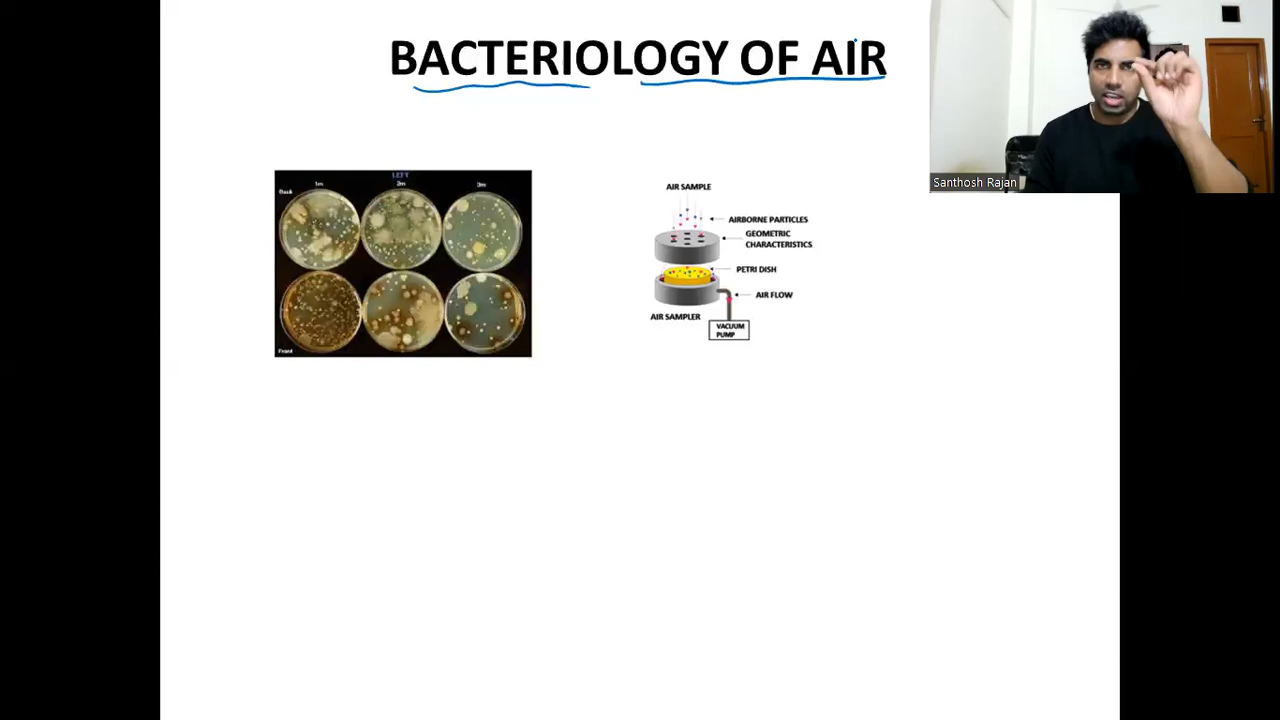 BACTERIOLOGY OF AIR
Santhosh Rajan
LEFT
1m 2m 3m
Back
Front
AIR SAMPLE
AIRBORNE PARTICLES
GEOMETRIC
CHARACTERISTICS
PETRI DISH
AIR FLOW
AIR SAMPLER
VACUUM
PUMP